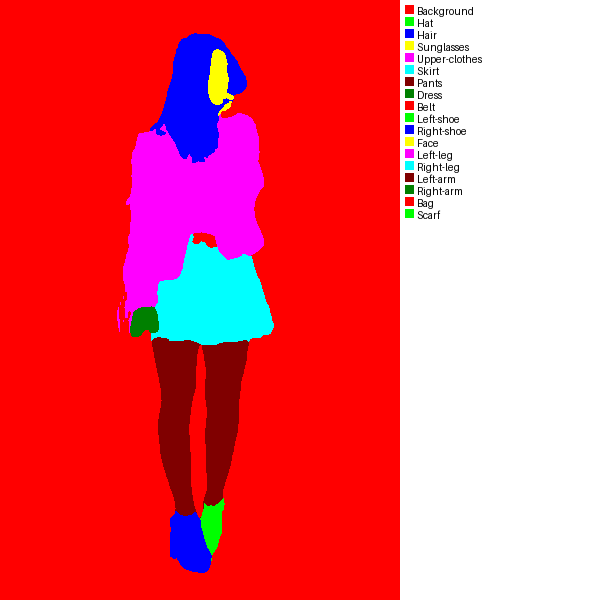 Background
Hat
Hair
Sunglasses
Upper-clothes
Skirt
Pants
Dress
Belt
Left-shoe
Right-shoe
Face
Left-leg
Right-leg
Left-arm
Right-arm
Bag
Scarf